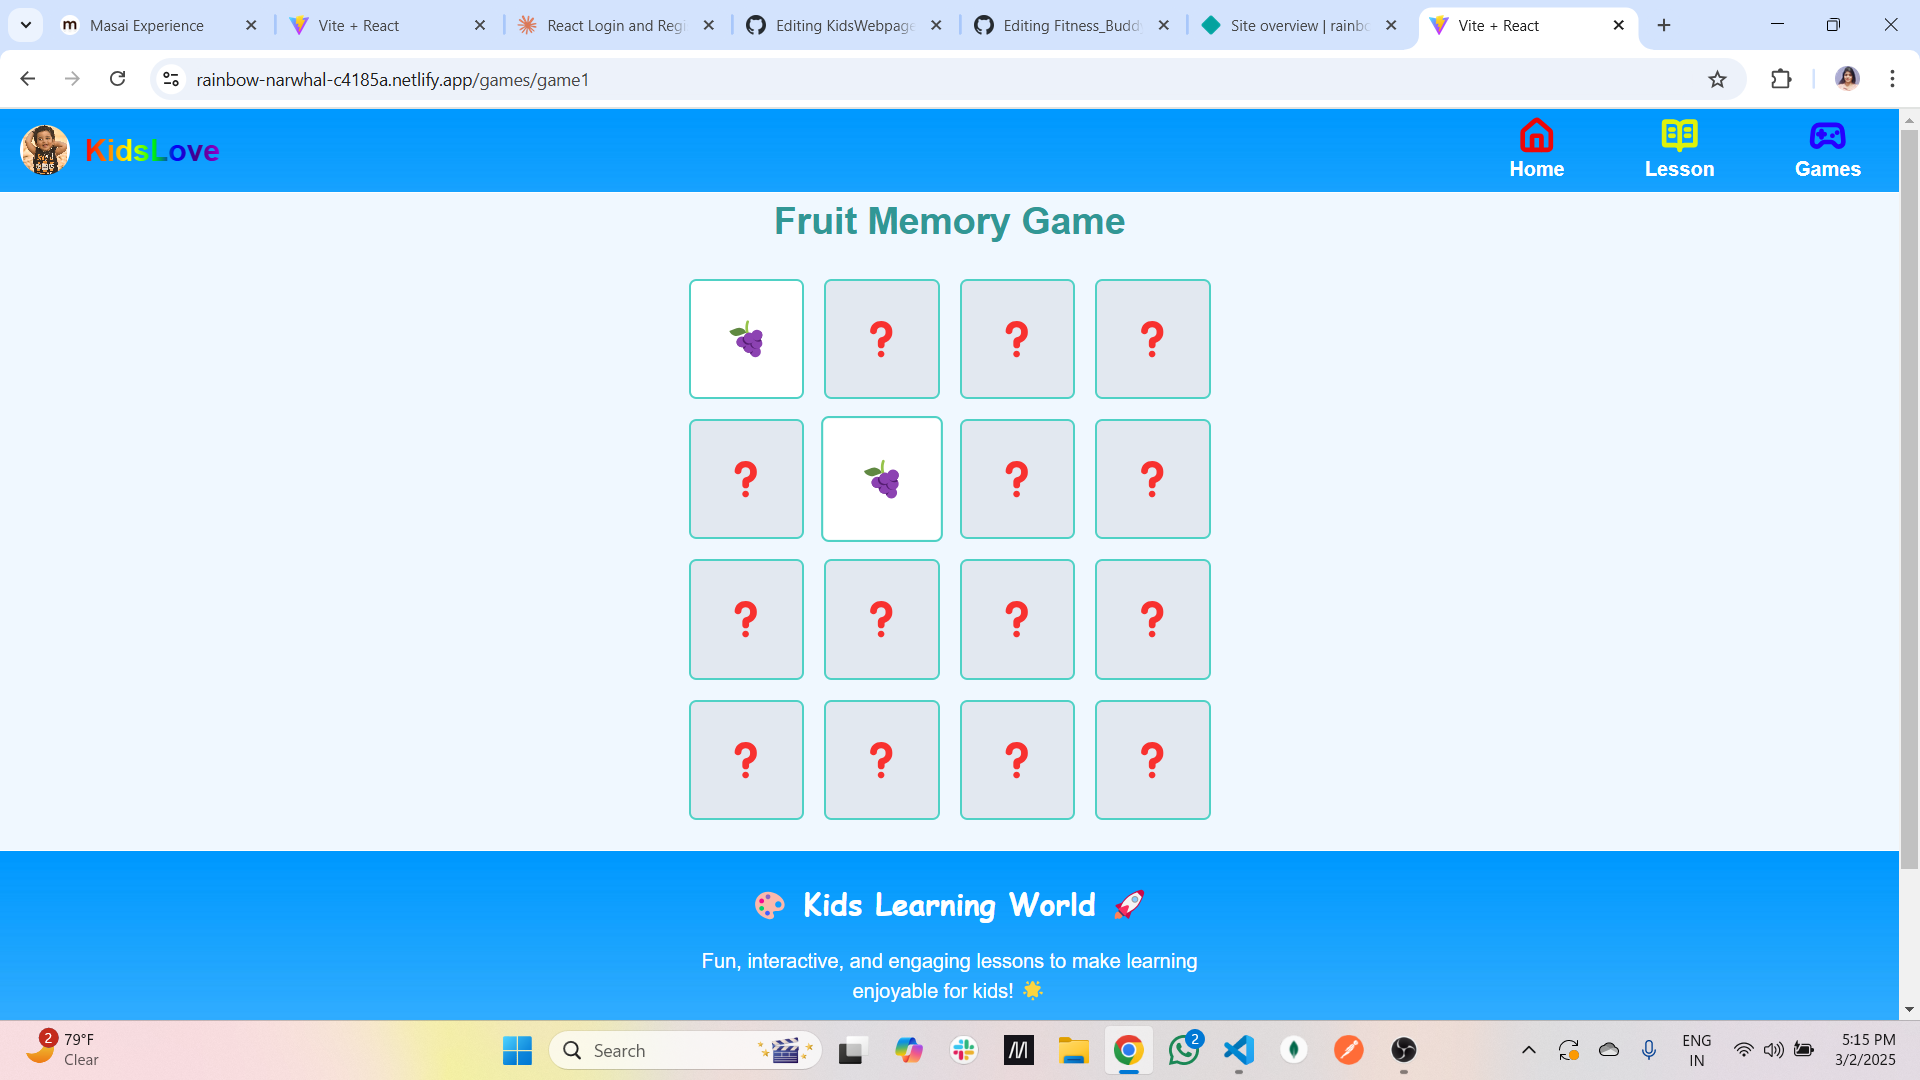 Masai Experience
Vite + React
React Login and Regi
Editing KidsWebpage
Editing Fitness_Buddy
Site overview | rainbo
Vite + React
rainbow-narwhal-c4185a.netlify.app/games/game1
KidsLove
Home
Lesson
Games
Fruit Memory Game
? ? ?
? ? ?
? ? ? ?
? ? ? ?
Kids Learning World
Fun, interactive, and engaging lessons to make learning
enjoyable for kids!
2
79°F
Clear
Search
2
ENG
IN
5:15 PM
3/2/2025